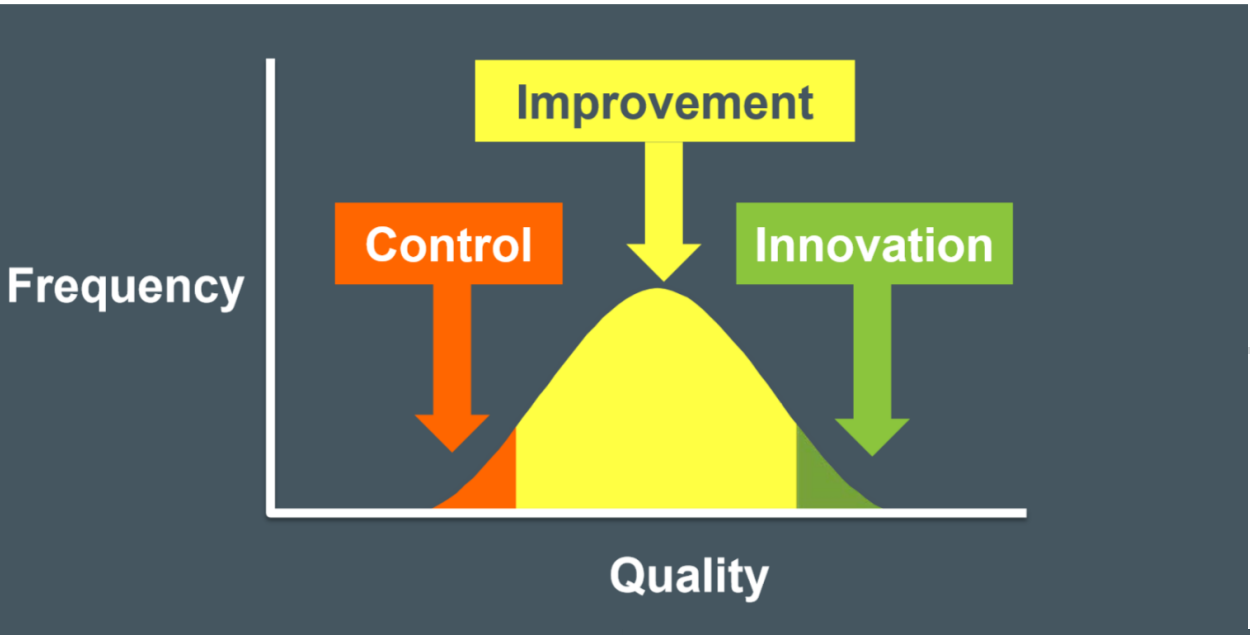 Improvement
Control
Innovation
Frequency
Quality